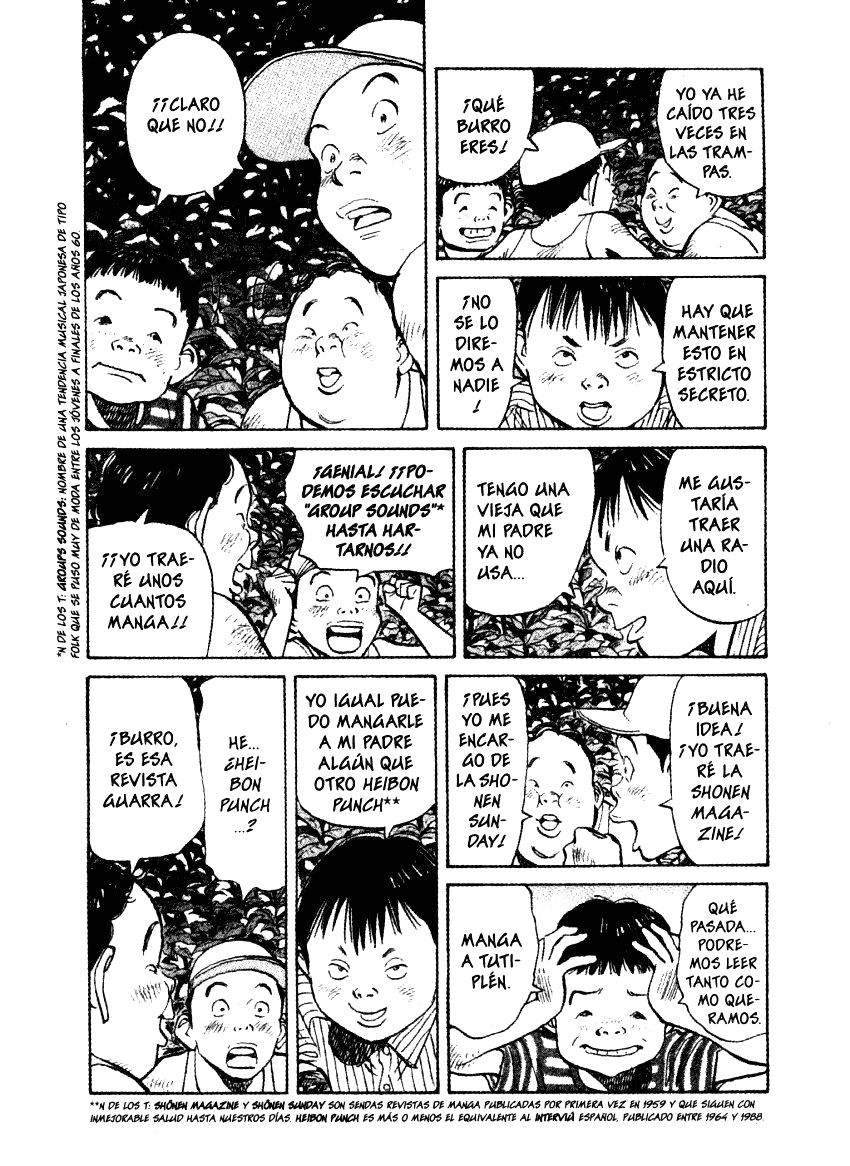 YO YA HE
CAÍDO TRES
VECES EN
LAS TRAM-
PAS.
¡QUÉ
BURRO
ERES!
HAY QUE
MANTENER
ESTO EN
ESTRICTO
SECRETO.
¡NO
SE LO
DIRE-
MOS A
NADIE
!
¡¡CLARO
QUE NO!!
ME GUS-
TARÍA
TRAER
UNA RA-
DIO
AQUÍ.
TENGO UNA
VIEJA QUE
MI PADRE
YA NO
USA...
¡GENIAL! ¡¡PO-
DEMOS ESCUCHAR
"GROUP SOUNDS"*
HASTA HAR-
TARNOS!!
¡¡YO TRAE-
RÉ UNOS
CUANTOS
MANGA!!
*N DE LOS T: GROUPS SOUNDS: NOMBRE DE UNA TENDENCIA MUSICAL JAPONESA DE TIPO
FOLK QUE SE PUSO MUY DE MODA ENTRE LOS JÓVENES A FINALES DE LOS AÑOS 60.
¡BUENA
IDEA!
¡YO TRAE-
RÉ LA
SHONEN
MAGA-
ZINE!
¡PUES
YO ME
ENCAR-
GO DE
LA SHO-
NEN
SUN-
DAY!
QUÉ
PASADA...
PODRE-
MOS LEER
TANTO CO-
MO QUE-
RAMOS.
MANGA
A TUTI-
PLÉN.
YO IGUAL PUE-
DO MANGARLE
A MI PADRE
ALGÚN QUE
OTRO HEIBON
PUNCH**
HE...
¿HEI-
BON
PUNCH
...?
¡BURRO,
ES ESA
REVISTA
GUARRA!
**N DE LOS T: SHÔNEN MAGAZINE Y SHÔNEN SUNDAY SON SENDAS REVISTAS DE MANGA PUBLICADAS POR PRIMERA VEZ EN 1959 Y QUE SIGUEN CON
INMEJORABLE SALUD HASTA NUESTROS DÍAS. HEIBON PUNCH ES MÁS O MENOS EL EQUIVALENTE AL INTERVIÚ ESPAÑOL, PUBLICADO ENTRE 1964 Y 1988.